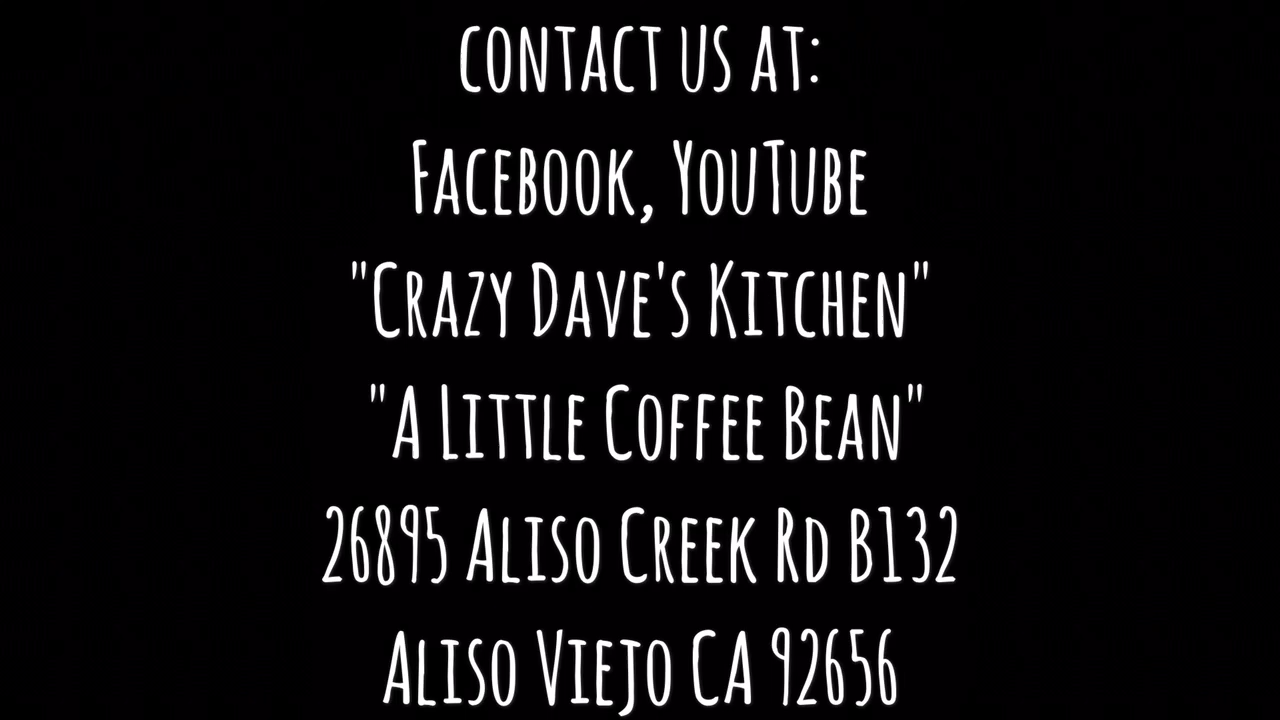 CONTACT US AT:
FACEBOOK, YOUTUBE
"CRAZY DAVE'S KITCHEN"
"A LITTLE COFFEE BEAN"
26895 ALISO CREEK RD B132
ALISO VIEJO CA 92656